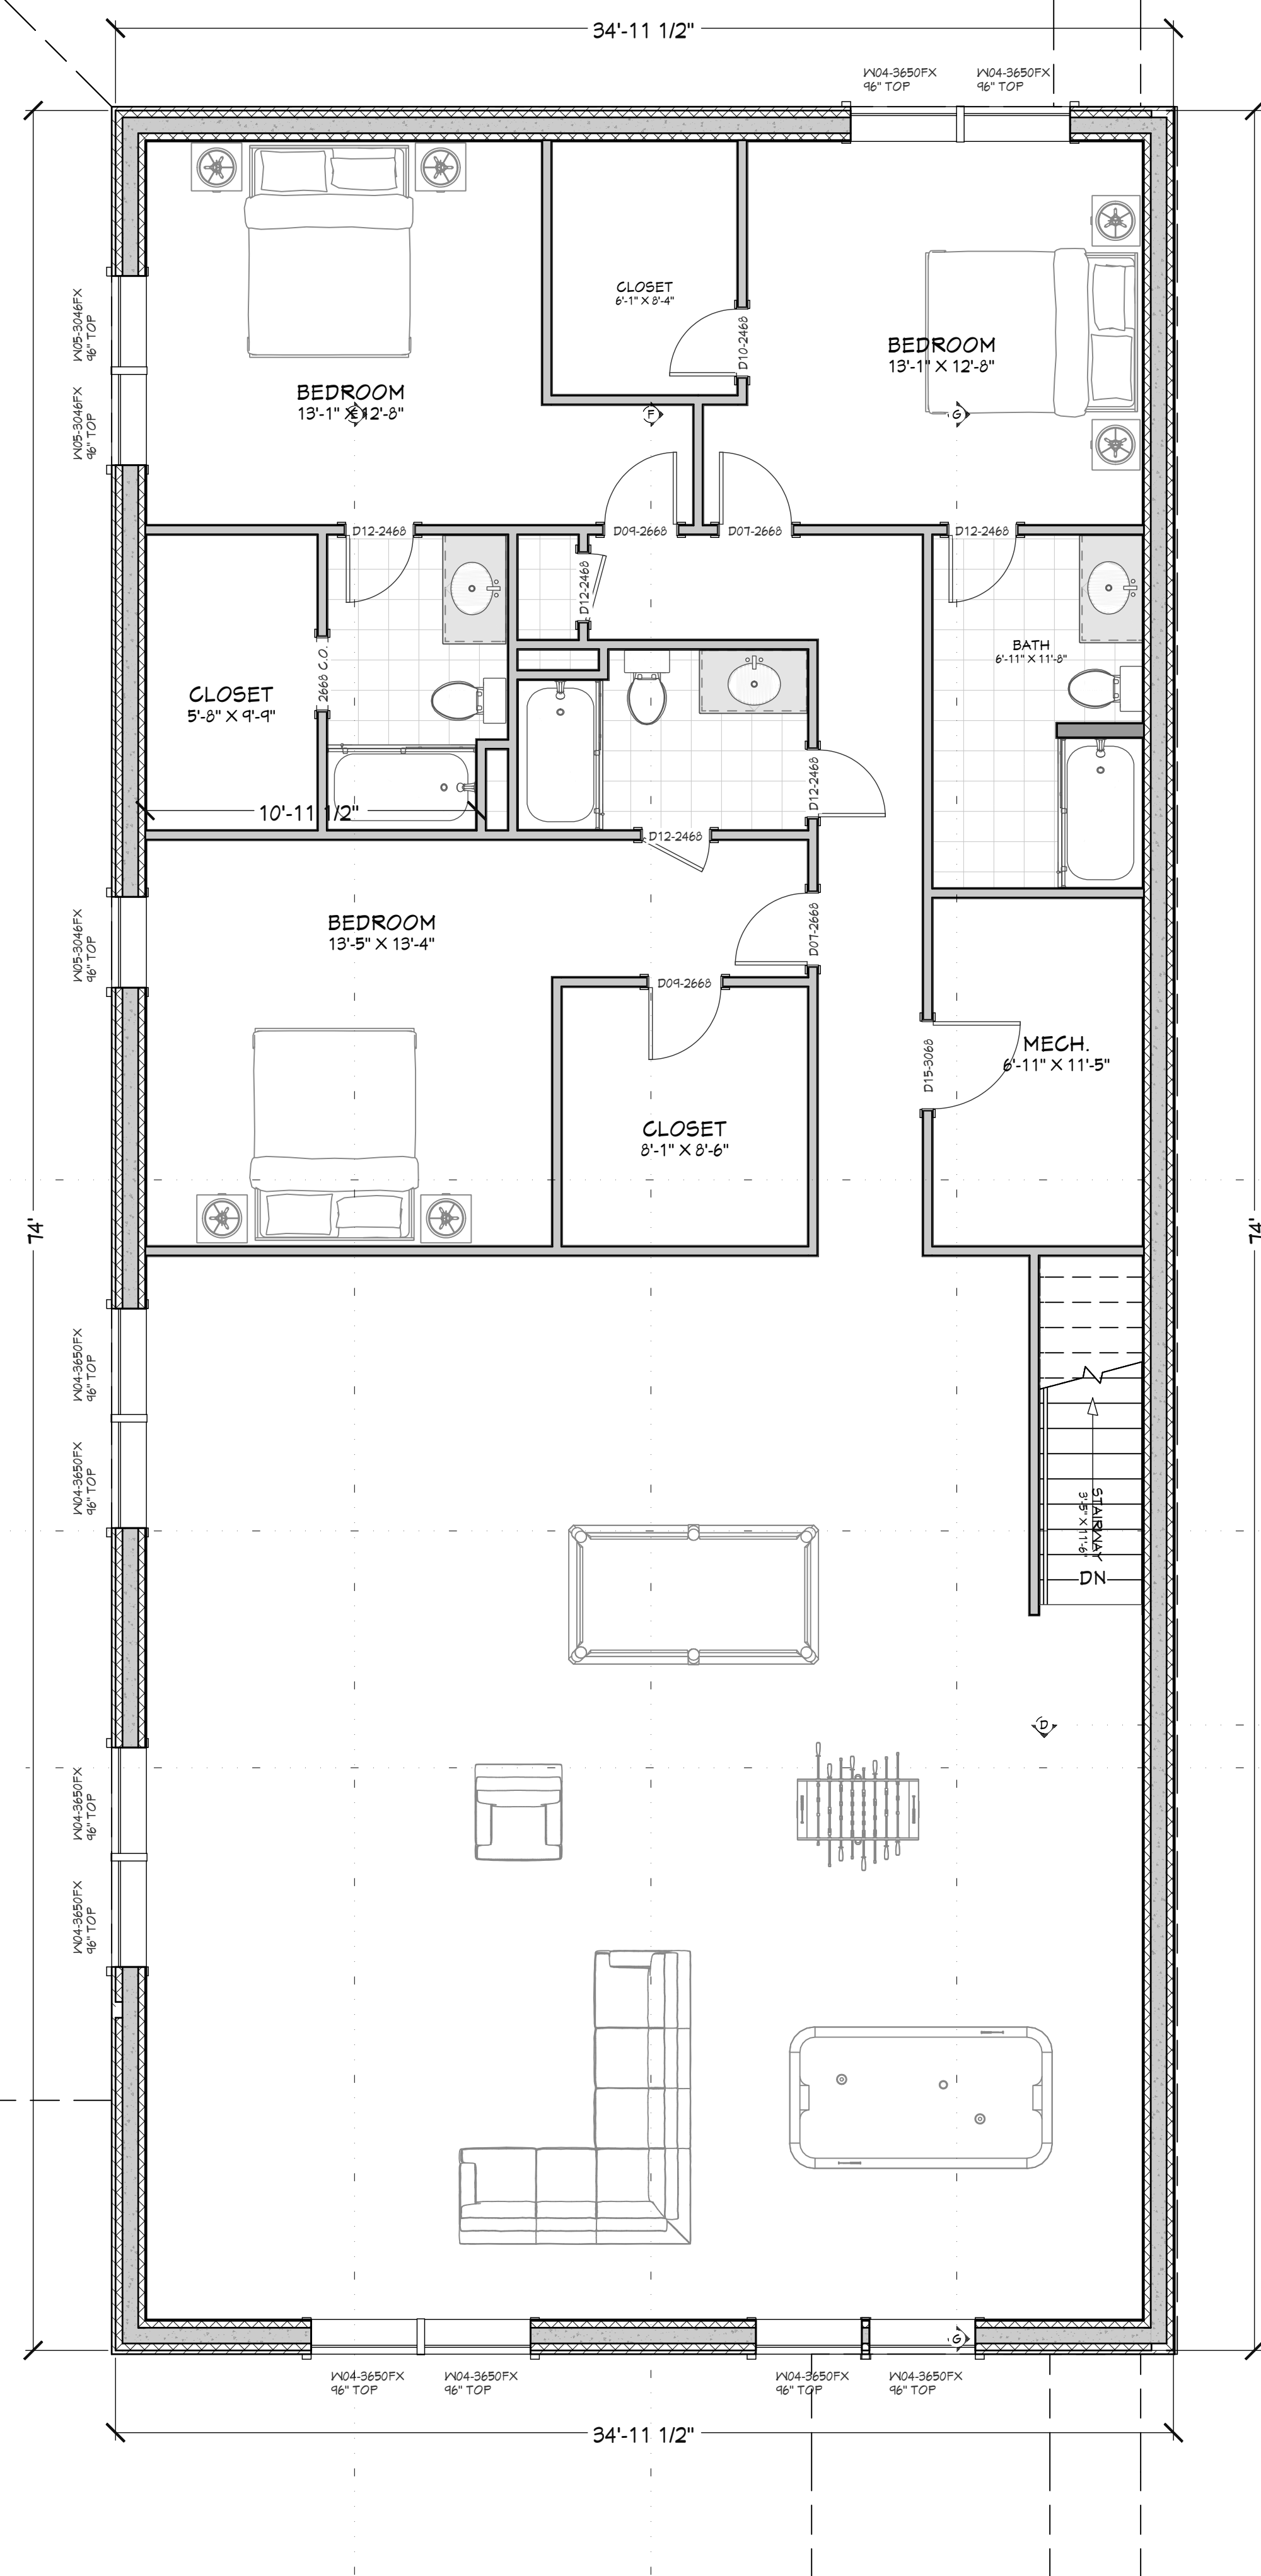 34'-11 1/2"
W04-3650FX
96" TOP
W04-3650FX
96" TOP
W05-3046FX
96" TOP
W05-3046FX
96" TOP
CLOSET
6'-1" X 8'-4"
D10-2468
BEDROOM
13'-1" X 12'-8"
BEDROOM
13'-1" X 12'-8"
E
F
G
D12-2468
D09-2668
D07-2668
D12-2468
D12-2468
2668 C.O.
BATH
6'-11" X 11'-8"
CLOSET
5'-8" X 9'-9"
D12-2468
10'-11 1/2"
D12-2468
W05-3046FX
96" TOP
BEDROOM
13'-5" X 13'-4"
D07-2668
D09-2668
D15-3068
MECH.
6'-11" X 11'-5"
CLOSET
8'-1" X 8'-6"
74'
74'
W04-3650FX
96" TOP
W04-3650FX
96" TOP
STAIRWAY
3'-5" X 11'-6"
DN
D
W04-3650FX
96" TOP
W04-3650FX
96" TOP
G
W04-3650FX
96" TOP
W04-3650FX
96" TOP
W04-3650FX
96" TOP
W04-3650FX
96" TOP
34'-11 1/2"